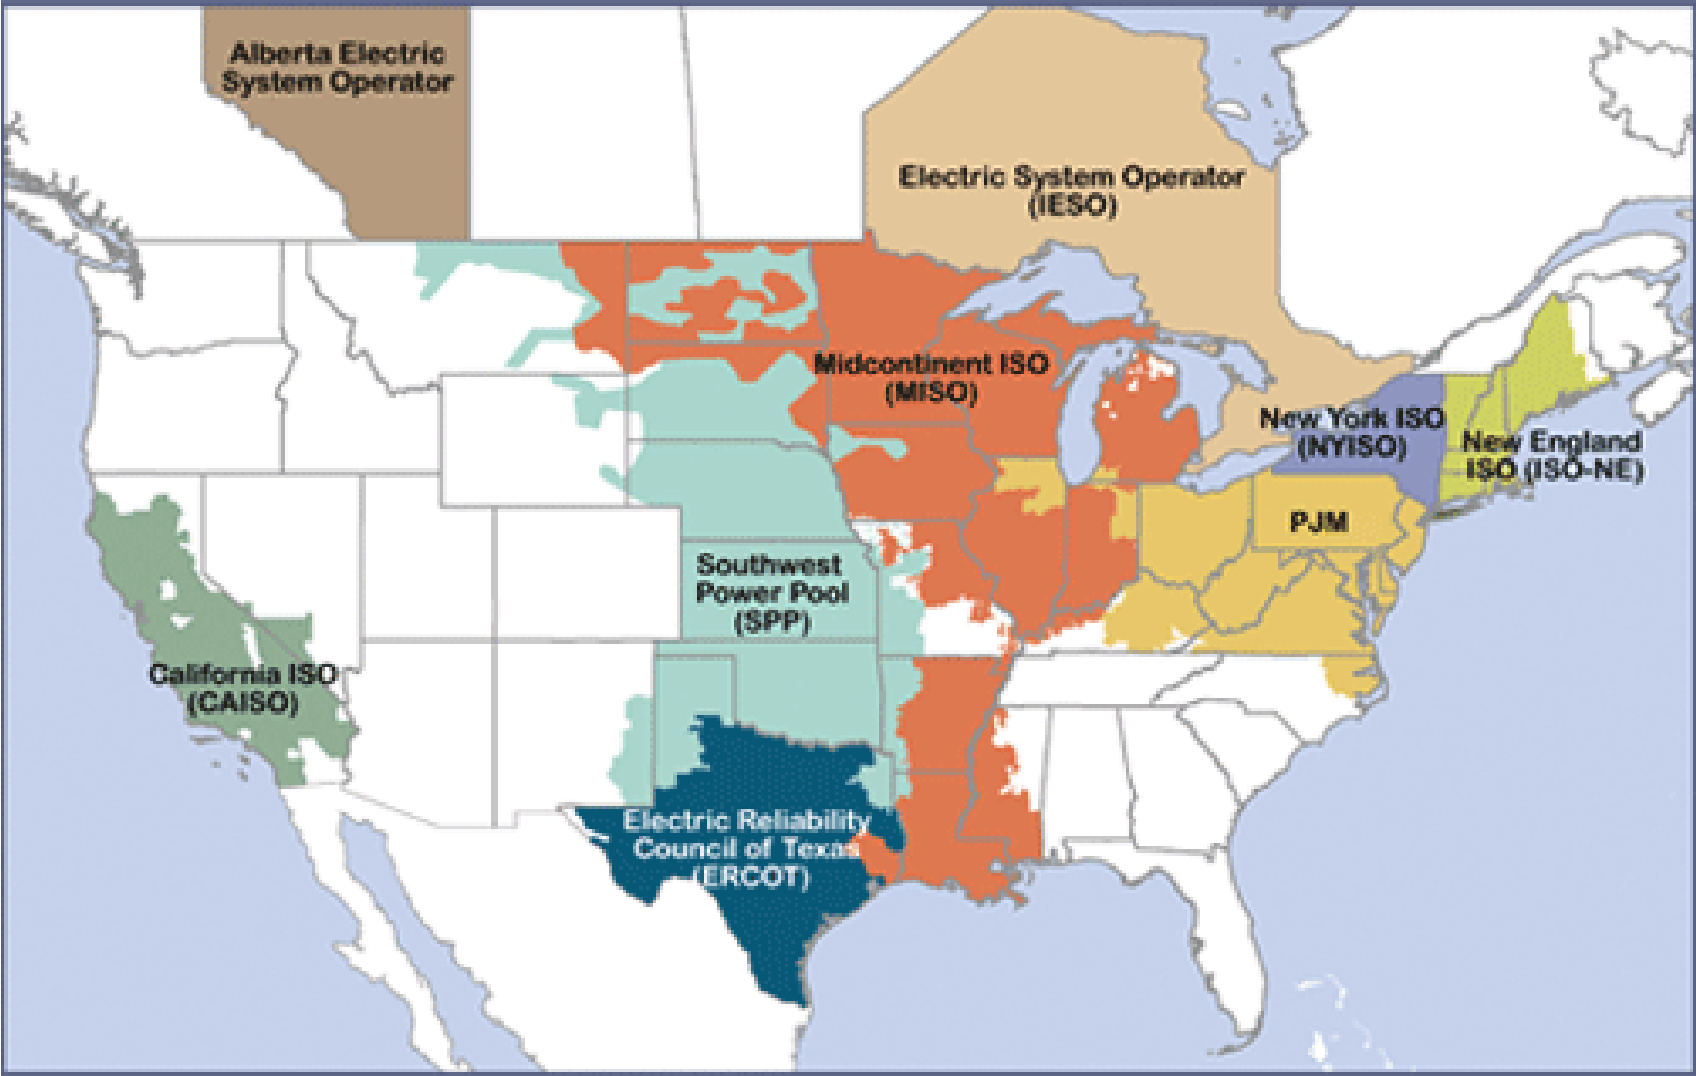 Alberta Electric
System Operator
Electric System Operator
(IESO)
Midcontinent ISO
(MISO)
New York ISO
(NYISO)
New England
ISO (ISO-NE)
PJM
Southwest
Power Pool
(SPP)
California ISO
(CAISO)
Electric Reliability
Council of Texas
(ERCOT)